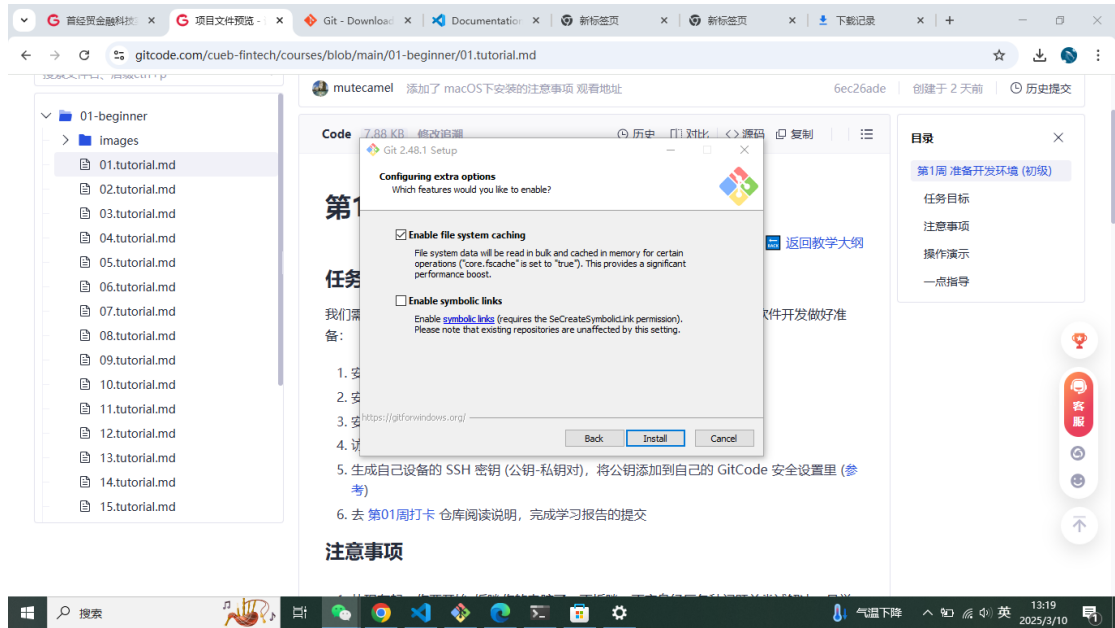 首经贸金融科技
项目文件预览 -
Git - Download
Documentation
新标签页
新标签页
下载记录
gitcode.com/cueb-fintech/courses/blob/main/01-beginner/01.tutorial.md
mutecamel 添加了 macOS下安装的注意事项 观看地址
6ec26ade 创建于 2 天前 历史提交
01-beginner
images
01.tutorial.md
02.tutorial.md
03.tutorial.md
04.tutorial.md
05.tutorial.md
06.tutorial.md
07.tutorial.md
08.tutorial.md
09.tutorial.md
10.tutorial.md
11.tutorial.md
12.tutorial.md
13.tutorial.md
14.tutorial.md
15.tutorial.md
Code 7.88 KB 修改追溯 历史 对比 源码 复制
第1
返回教学大纲
任务
我们需
软件开发做好准
备：
1. 安
2. 安
3. 安
4. 访
5. 生成自己设备的 SSH 密钥 (公钥-私钥对)，将公钥添加到自己的 GitCode 安全设置里 (参
考)
6. 去 第01周打卡 仓库阅读说明，完成学习报告的提交
注意事项
Git 2.48.1 Setup
Configuring extra options
Which features would you like to enable?
Enable file system caching
File system data will be read in bulk and cached in memory for certain
operations ("core.fscache" is set to "true"). This provides a significant
performance boost.
Enable symbolic links
Enable symbolic links (requires the SeCreateSymbolicLink permission).
Please note that existing repositories are unaffected by this setting.
https://gitforwindows.org/
Back Install Cancel
目录
第1周 准备开发环境 (初级)
任务目标
注意事项
操作演示
一点指导
客
服
搜索
气温下降
英
13:19
2025/3/10
1